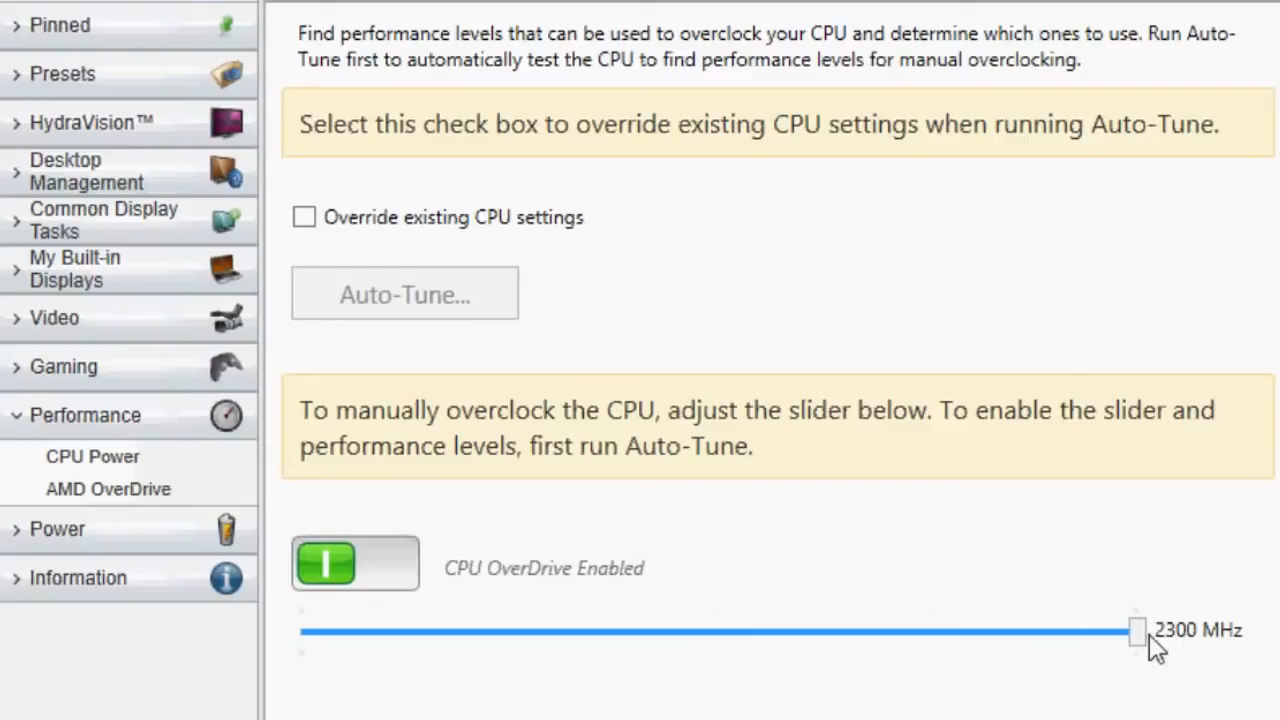 Pinned
Presets
HydraVision™
Desktop
Management
Common Display
Tasks
My Built-in
Displays
Video
Gaming
Performance
CPU Power
AMD OverDrive
Power
Information
Find performance levels that can be used to overclock your CPU and determine which ones to use. Run Auto-
Tune first to automatically test the CPU to find performance levels for manual overclocking.
Select this check box to override existing CPU settings when running Auto-Tune.
Override existing CPU settings
Auto-Tune...
To manually overclock the CPU, adjust the slider below. To enable the slider and
performance levels, first run Auto-Tune.
CPU OverDrive Enabled
2300 MHz